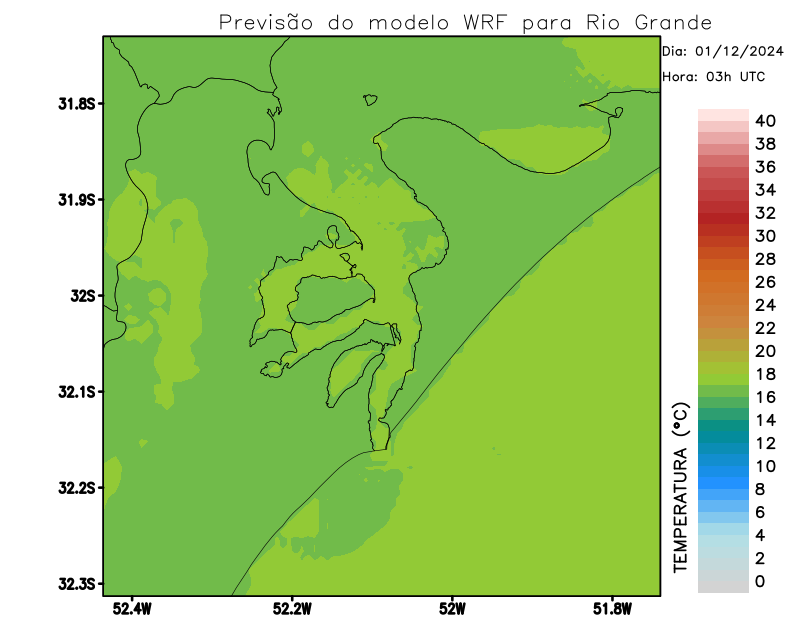 Previsão do modelo WRF para Rio Grande
Dia: 01/12/2024
Hora: 03h UTC
31.8S
31.9S
32S
32.1S
32.2S
32.3S
52.4W
52.2W
52W
51.8W
TEMPERATURA (°C)
40
38
36
34
32
30
28
26
24
22
20
18
16
14
12
10
8
6
4
2
0